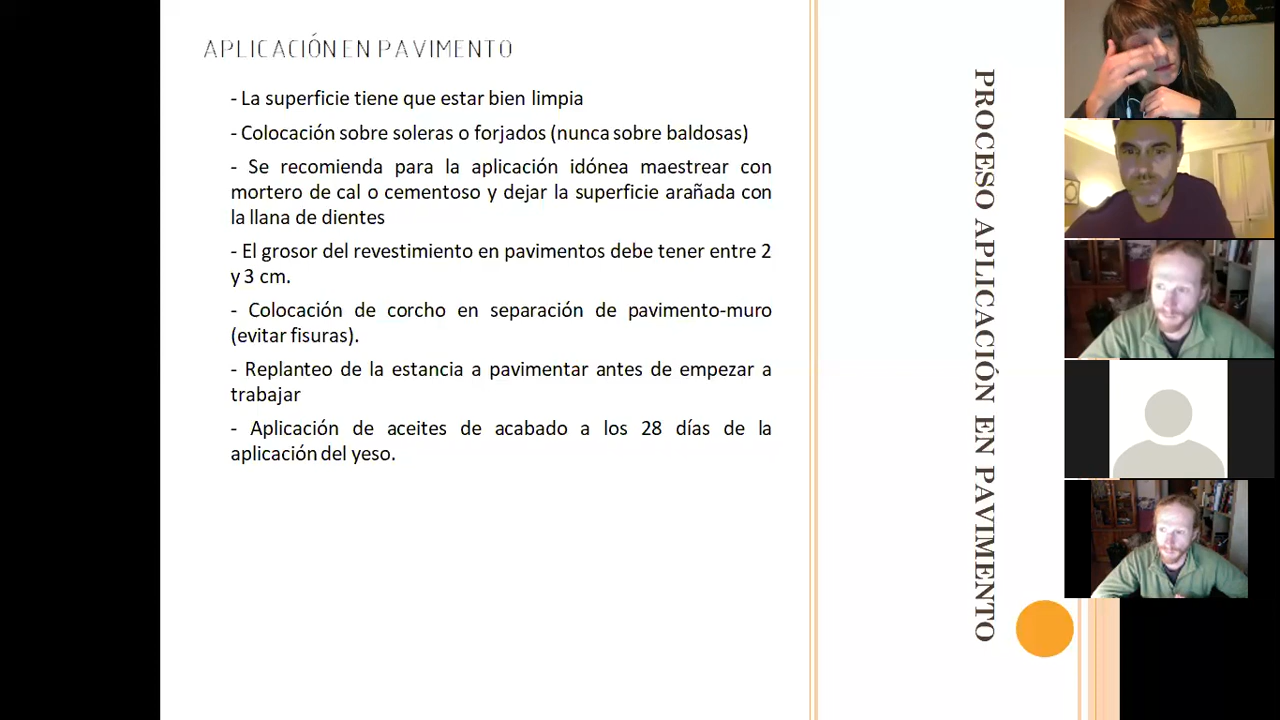 APLICACIÓN EN PAVIMENTO
- La superficie tiene que estar bien limpia
- Colocación sobre soleras o forjados (nunca sobre baldosas)
- Se recomienda para la aplicación idónea maestrear con
mortero de cal o cementoso y dejar la superficie arañada con
la llana de dientes
- El grosor del revestimiento en pavimentos debe tener entre 2
y 3 cm.
- Colocación de corcho en separación de pavimento-muro
(evitar fisuras).
- Replanteo de la estancia a pavimentar antes de empezar a
trabajar
- Aplicación de aceites de acabado a los 28 días de la
aplicación del yeso.
PROCESO APLICACIÓN EN PAVIMENTO